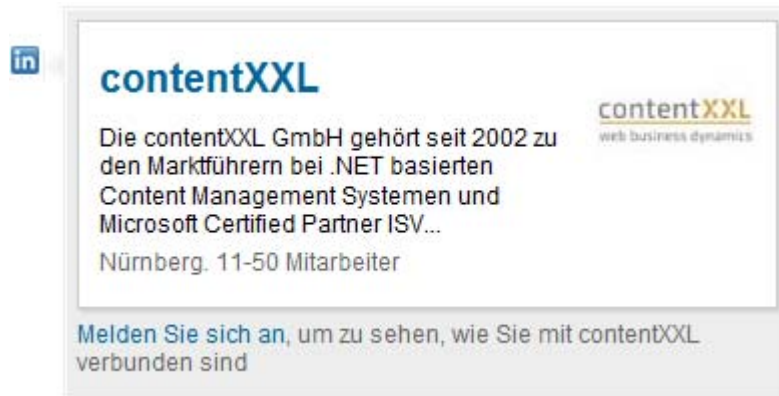 in
contentXXL
contentXXL
web business dynamics
Die contentXXL GmbH gehört seit 2002 zu
den Marktführern bei .NET basierten
Content Management Systemen und
Microsoft Certified Partner ISV...
Nürnberg. 11-50 Mitarbeiter
Melden Sie sich an, um zu sehen, wie Sie mit contentXXL
verbunden sind